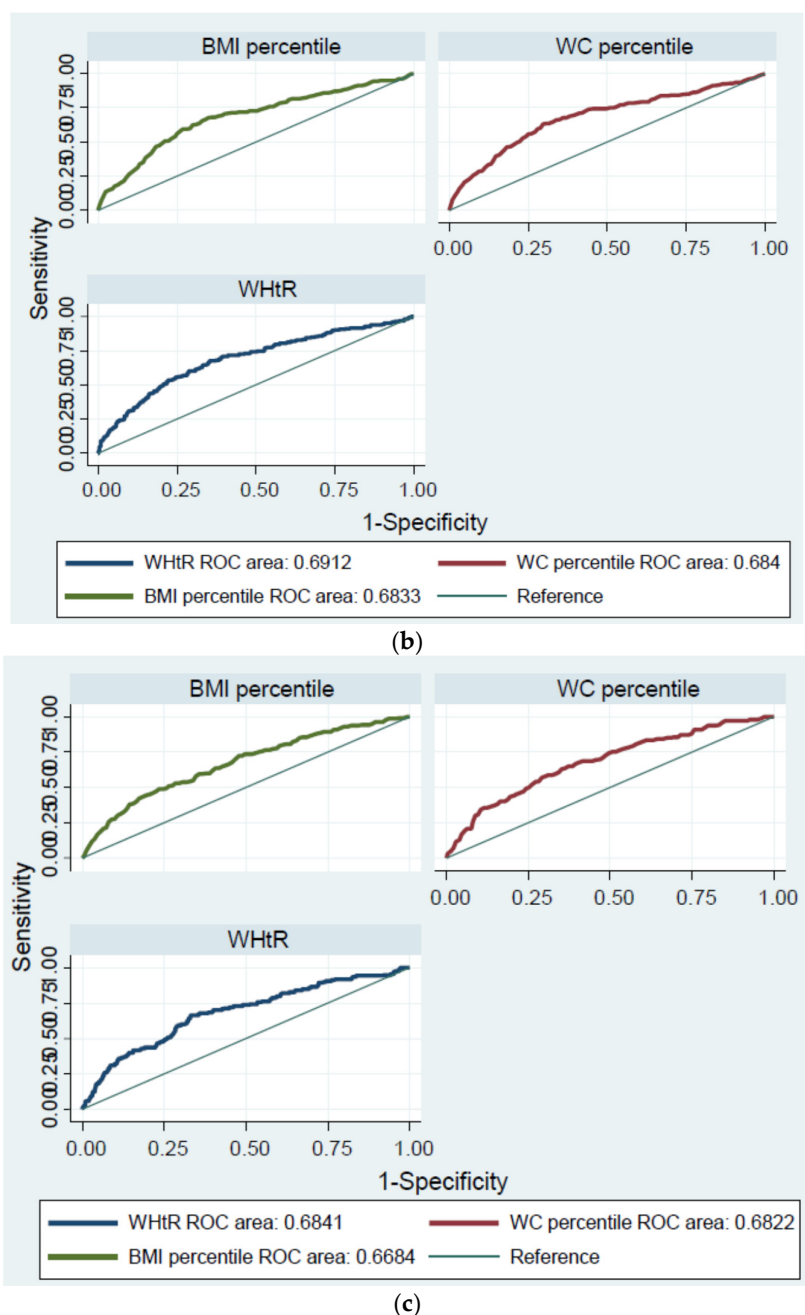 BMI percentile
WC percentile
0.00 0.25 0.50 0.75 1.00
0.00 0.25 0.50 0.75 1.00
WHtR
Sensitivity
0.00 0.25 0.50 0.75 1.00
0.00 0.25 0.50 0.75 1.00
1-Specificity
WHtR ROC area: 0.6912
WC percentile ROC area: 0.684
BMI percentile ROC area: 0.6833
Reference
(b)
BMI percentile
WC percentile
0.00 0.25 0.50 0.75 1.00
0.00 0.25 0.50 0.75 1.00
WHtR
Sensitivity
0.00 0.25 0.50 0.75 1.00
0.00 0.25 0.50 0.75 1.00
1-Specificity
WHtR ROC area: 0.6841
WC percentile ROC area: 0.6822
BMI percentile ROC area: 0.6684
Reference
(c)